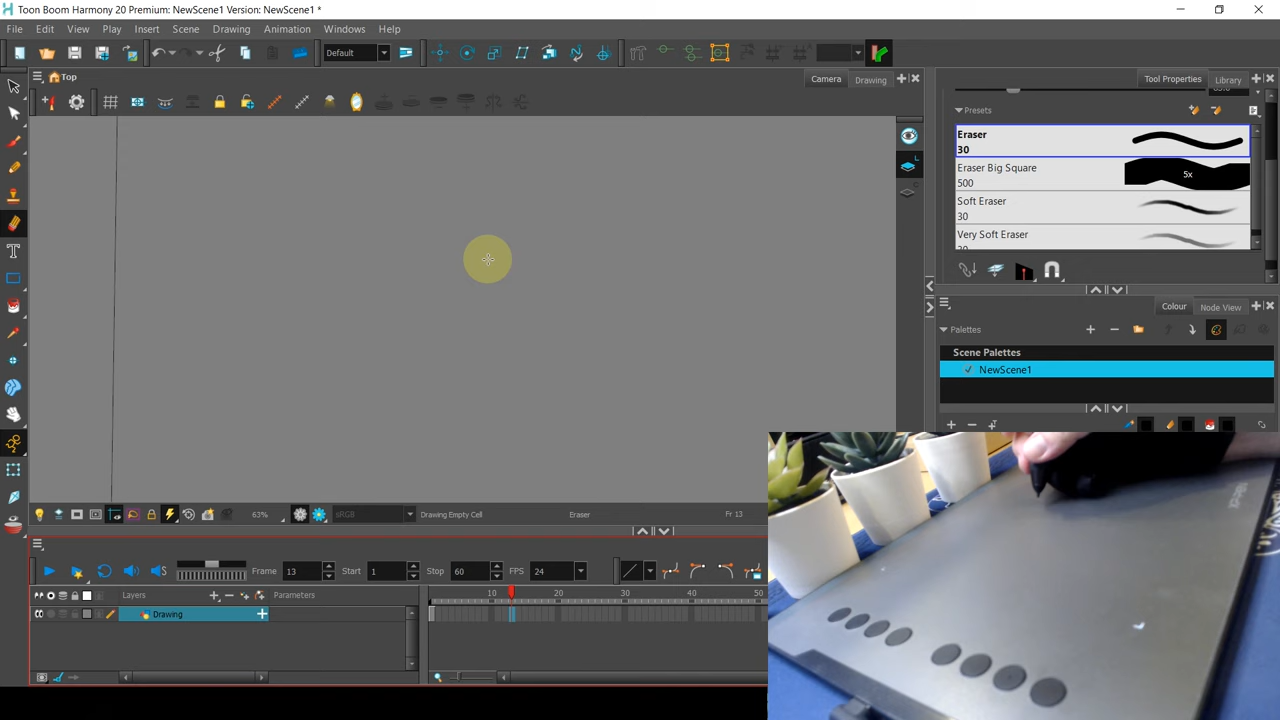 Toon Boom Harmony 20 Premium: NewScene1 Version: NewScene1 *
File Edit View Play Insert Scene Drawing Animation Windows Help
Default
Top Camera Drawing Tool Properties Library
Presets
Eraser
30
Eraser Big Square
500 5x
Soft Eraser
30
Very Soft Eraser
Colour Node View
Palettes
Scene Palettes
NewScene1
63% sRGB Drawing Empty Cell Eraser Fr 13
Frame 13 Start 1 Stop 60 FPS 24
Layers Parameters 10 20 30 40 50
Drawing